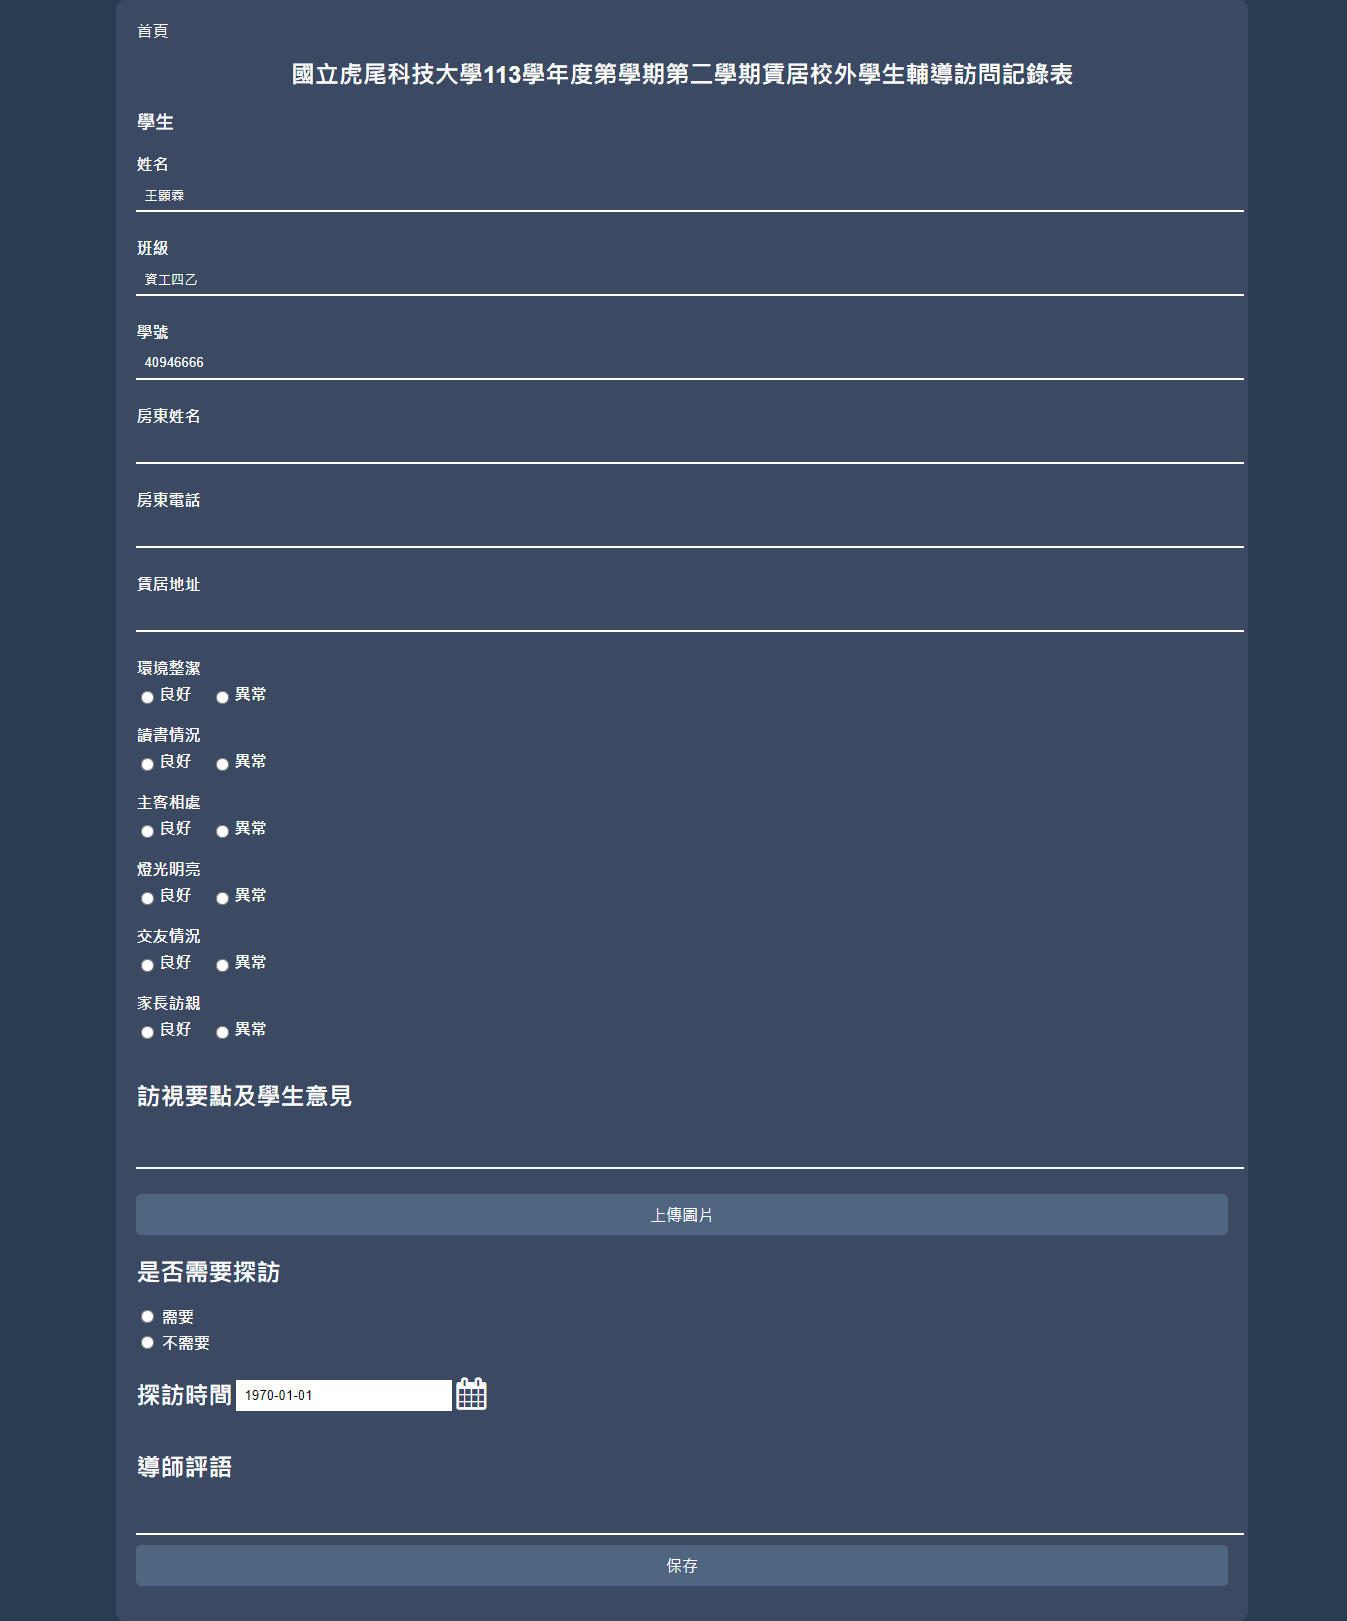 首頁
國立虎尾科技大學113學年度第學期第二學期賃居校外學生輔導訪問記錄表
學生
姓名
王顥霖
班級
資工四乙
學號
40946666
房東姓名
房東電話
賃居地址
環境整潔
良好 異常
讀書情況
良好 異常
主客相處
良好 異常
燈光明亮
良好 異常
交友情況
良好 異常
家長訪親
良好 異常
訪視要點及學生意見
上傳圖片
是否需要探訪
需要
不需要
探訪時間 1970-01-01
導師評語
保存